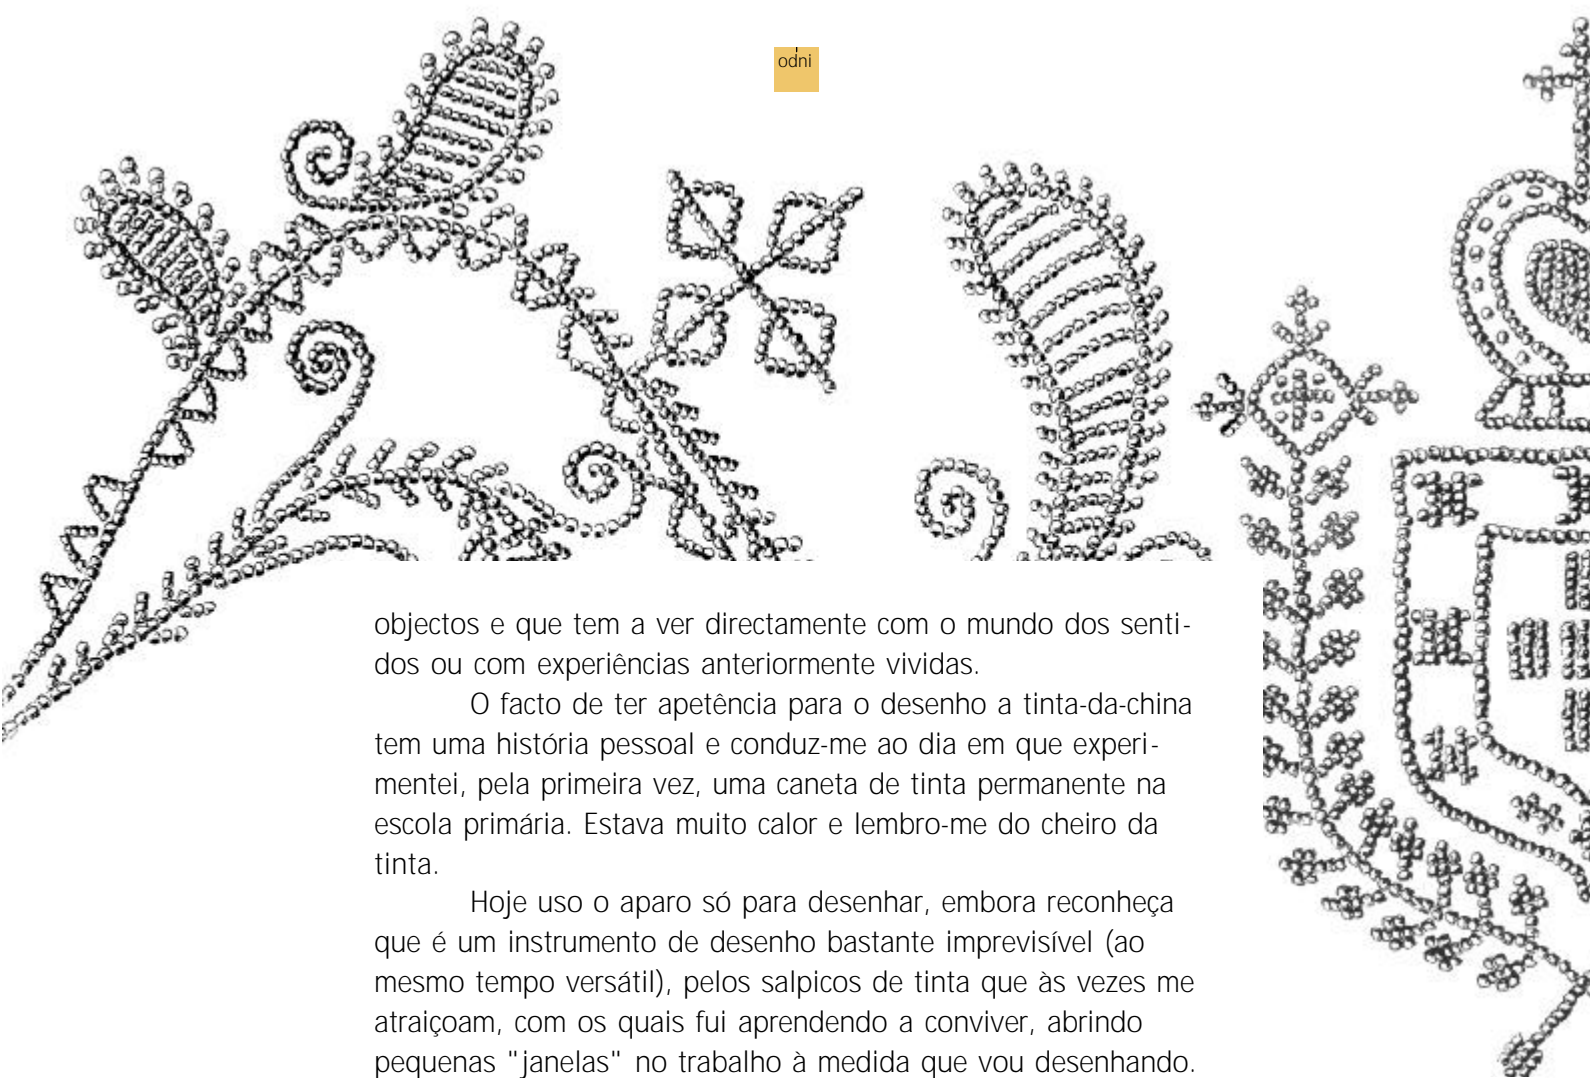 odni
objectos e que tem a ver directamente com o mundo dos senti-
dos ou com experiências anteriormente vividas.
O facto de ter apetência para o desenho a tinta-da-china
tem uma história pessoal e conduz-me ao dia em que experi-
mentei, pela primeira vez, uma caneta de tinta permanente na
escola primária. Estava muito calor e lembro-me do cheiro da
tinta.
Hoje uso o aparo só para desenhar, embora reconheça
que é um instrumento de desenho bastante imprevisível (ao
mesmo tempo versátil), pelos salpicos de tinta que às vezes me
atraiçoam, com os quais fui aprendendo a conviver, abrindo
pequenas "janelas" no trabalho à medida que vou desenhando.